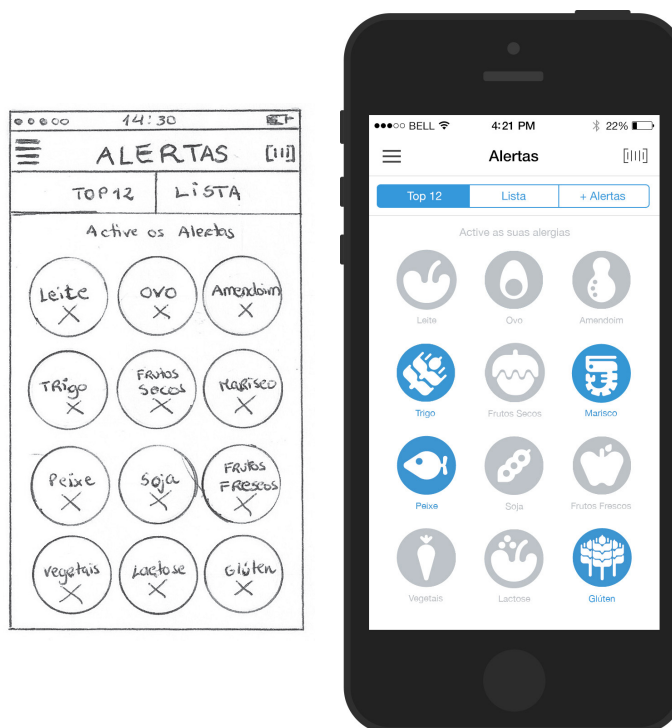 14:30
ALERTAS
TOP 12 LISTA
Active os Alertas
Leite ovo Amendoim
TRigo FRutos Secos MaRisco
Peixe Soja FRutos FRescos
vegetais Lactose Glúten
BELL 4:21 PM 22%
Alertas
Top 12 Lista + Alertas
Active as suas alergias
Leite Ovo Amendoim
Trigo Frutos Secos Marisco
Peixe Soja Frutos Frescos
Vegetais Lactose Glúten